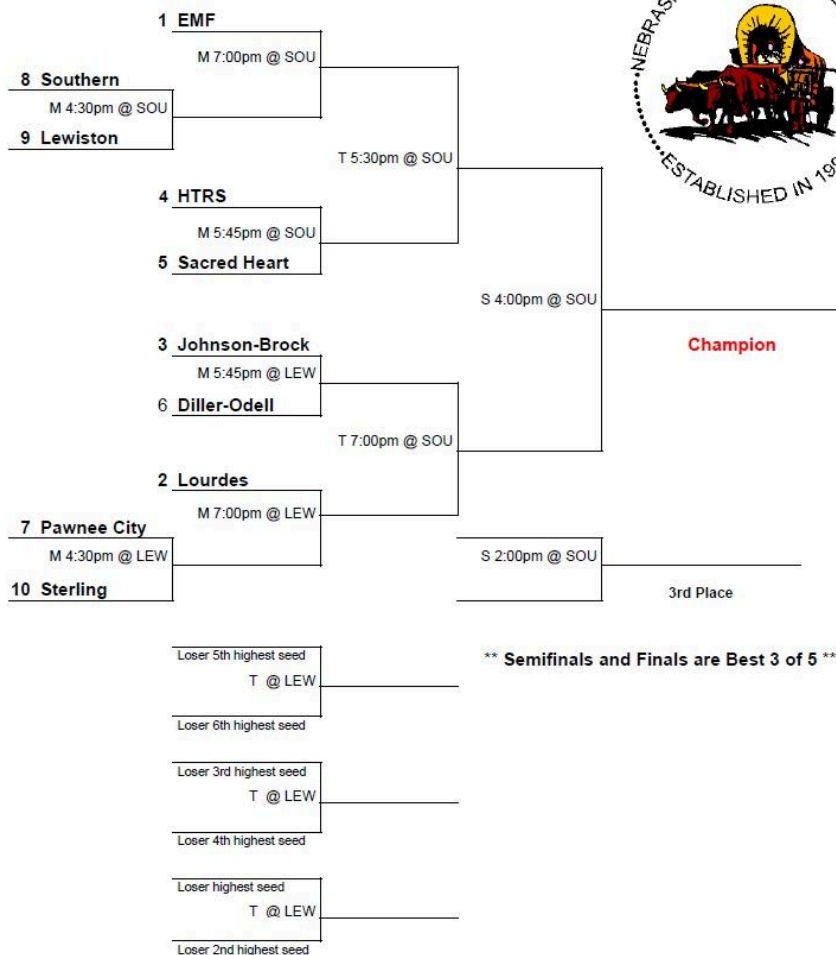 1 EMF
M 7:00pm @ SOU
8 Southern
M 4:30pm @ SOU
9 Lewiston
T 5:30pm @ SOU
4 HTRS
M 5:45pm @ SOU
5 Sacred Heart
S 4:00pm @ SOU
3 Johnson-Brock
Champion
M 5:45pm @ LEW
6 Diller-Odell
T 7:00pm @ SOU
2 Lourdes
M 7:00pm @ LEW
7 Pawnee City
M 4:30pm @ LEW
S 2:00pm @ SOU
10 Sterling
3rd Place
Loser 5th highest seed
** Semifinals and Finals are Best 3 of 5 **
T @ LEW
Loser 6th highest seed
Loser 3rd highest seed
T @ LEW
Loser 4th highest seed
Loser highest seed
T @ LEW
Loser 2nd highest seed
ESTABLISHED IN